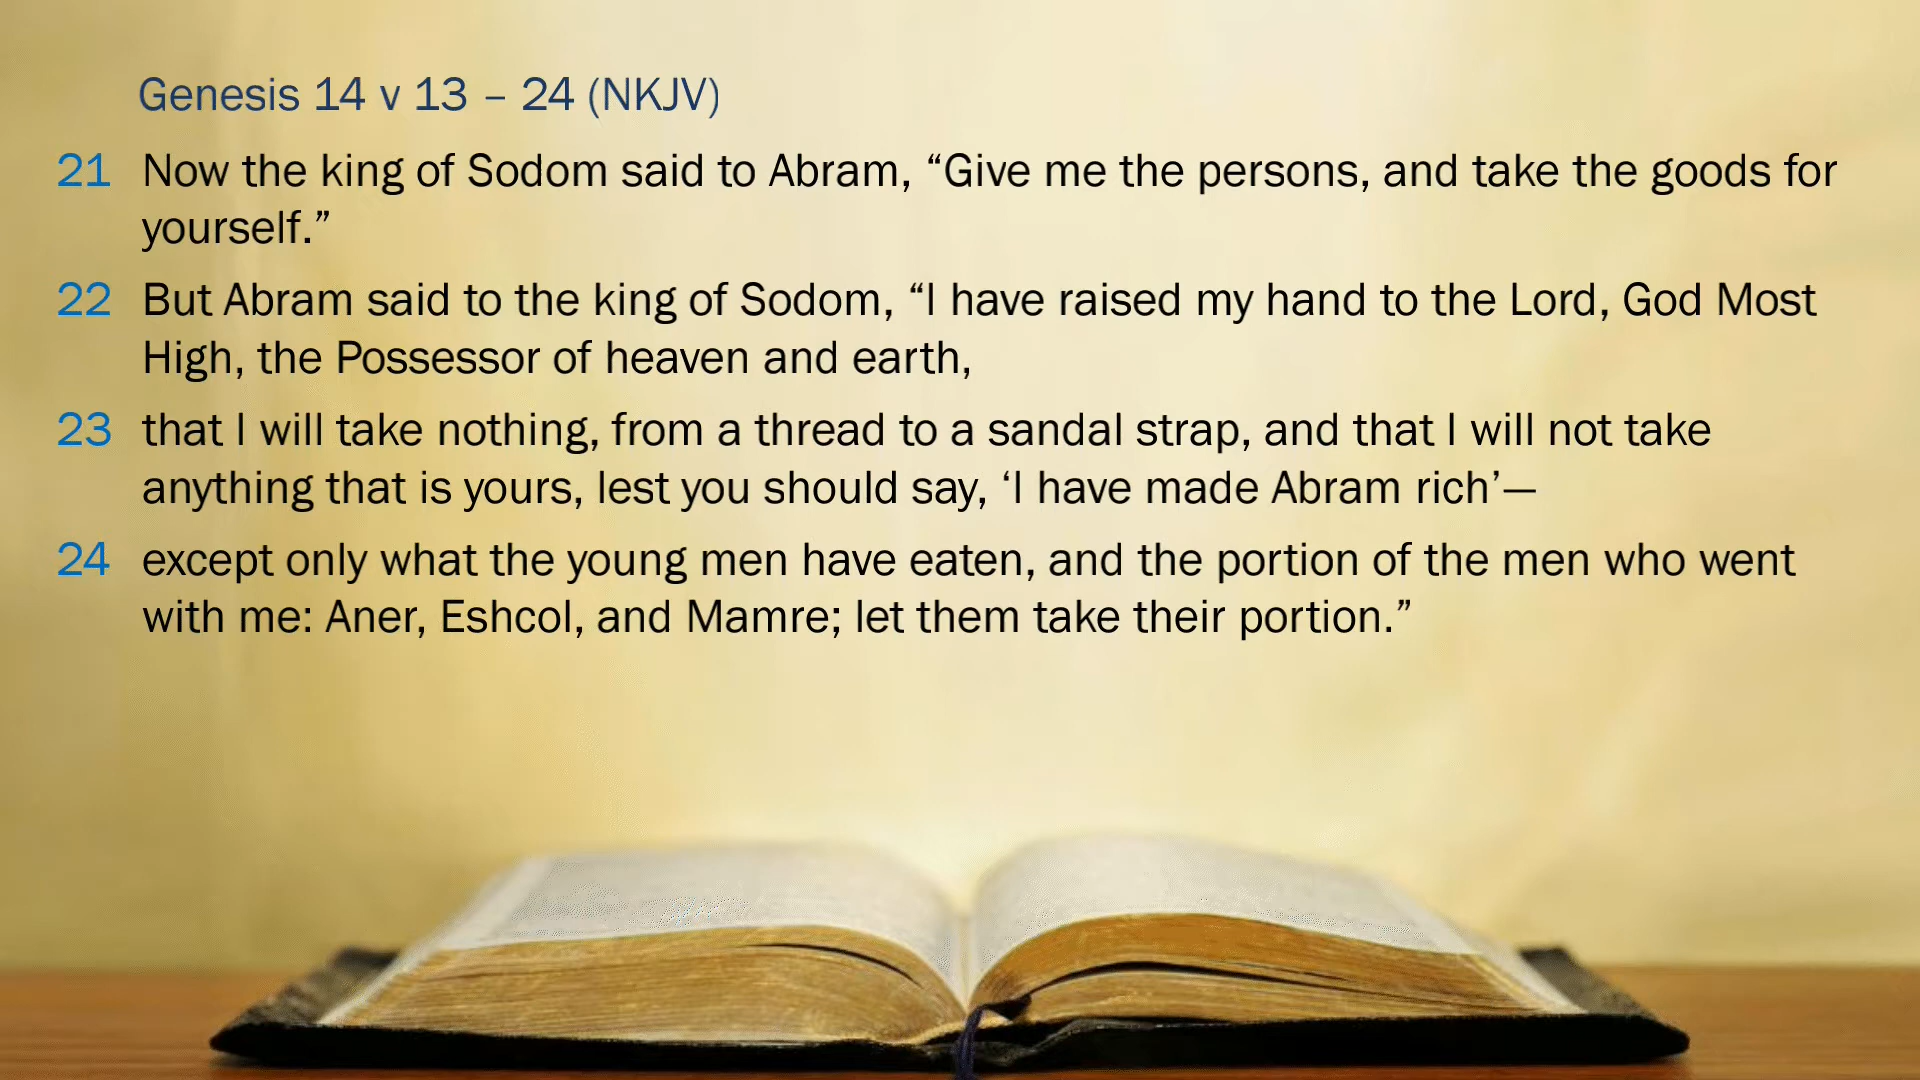 Genesis 14 v 13 – 24 (NKJV)
21 Now the king of Sodom said to Abram, “Give me the persons, and take the goods for
yourself.”
22 But Abram said to the king of Sodom, “I have raised my hand to the Lord, God Most
High, the Possessor of heaven and earth,
23 that I will take nothing, from a thread to a sandal strap, and that I will not take
anything that is yours, lest you should say, ‘I have made Abram rich’—
24 except only what the young men have eaten, and the portion of the men who went
with me: Aner, Eshcol, and Mamre; let them take their portion.”